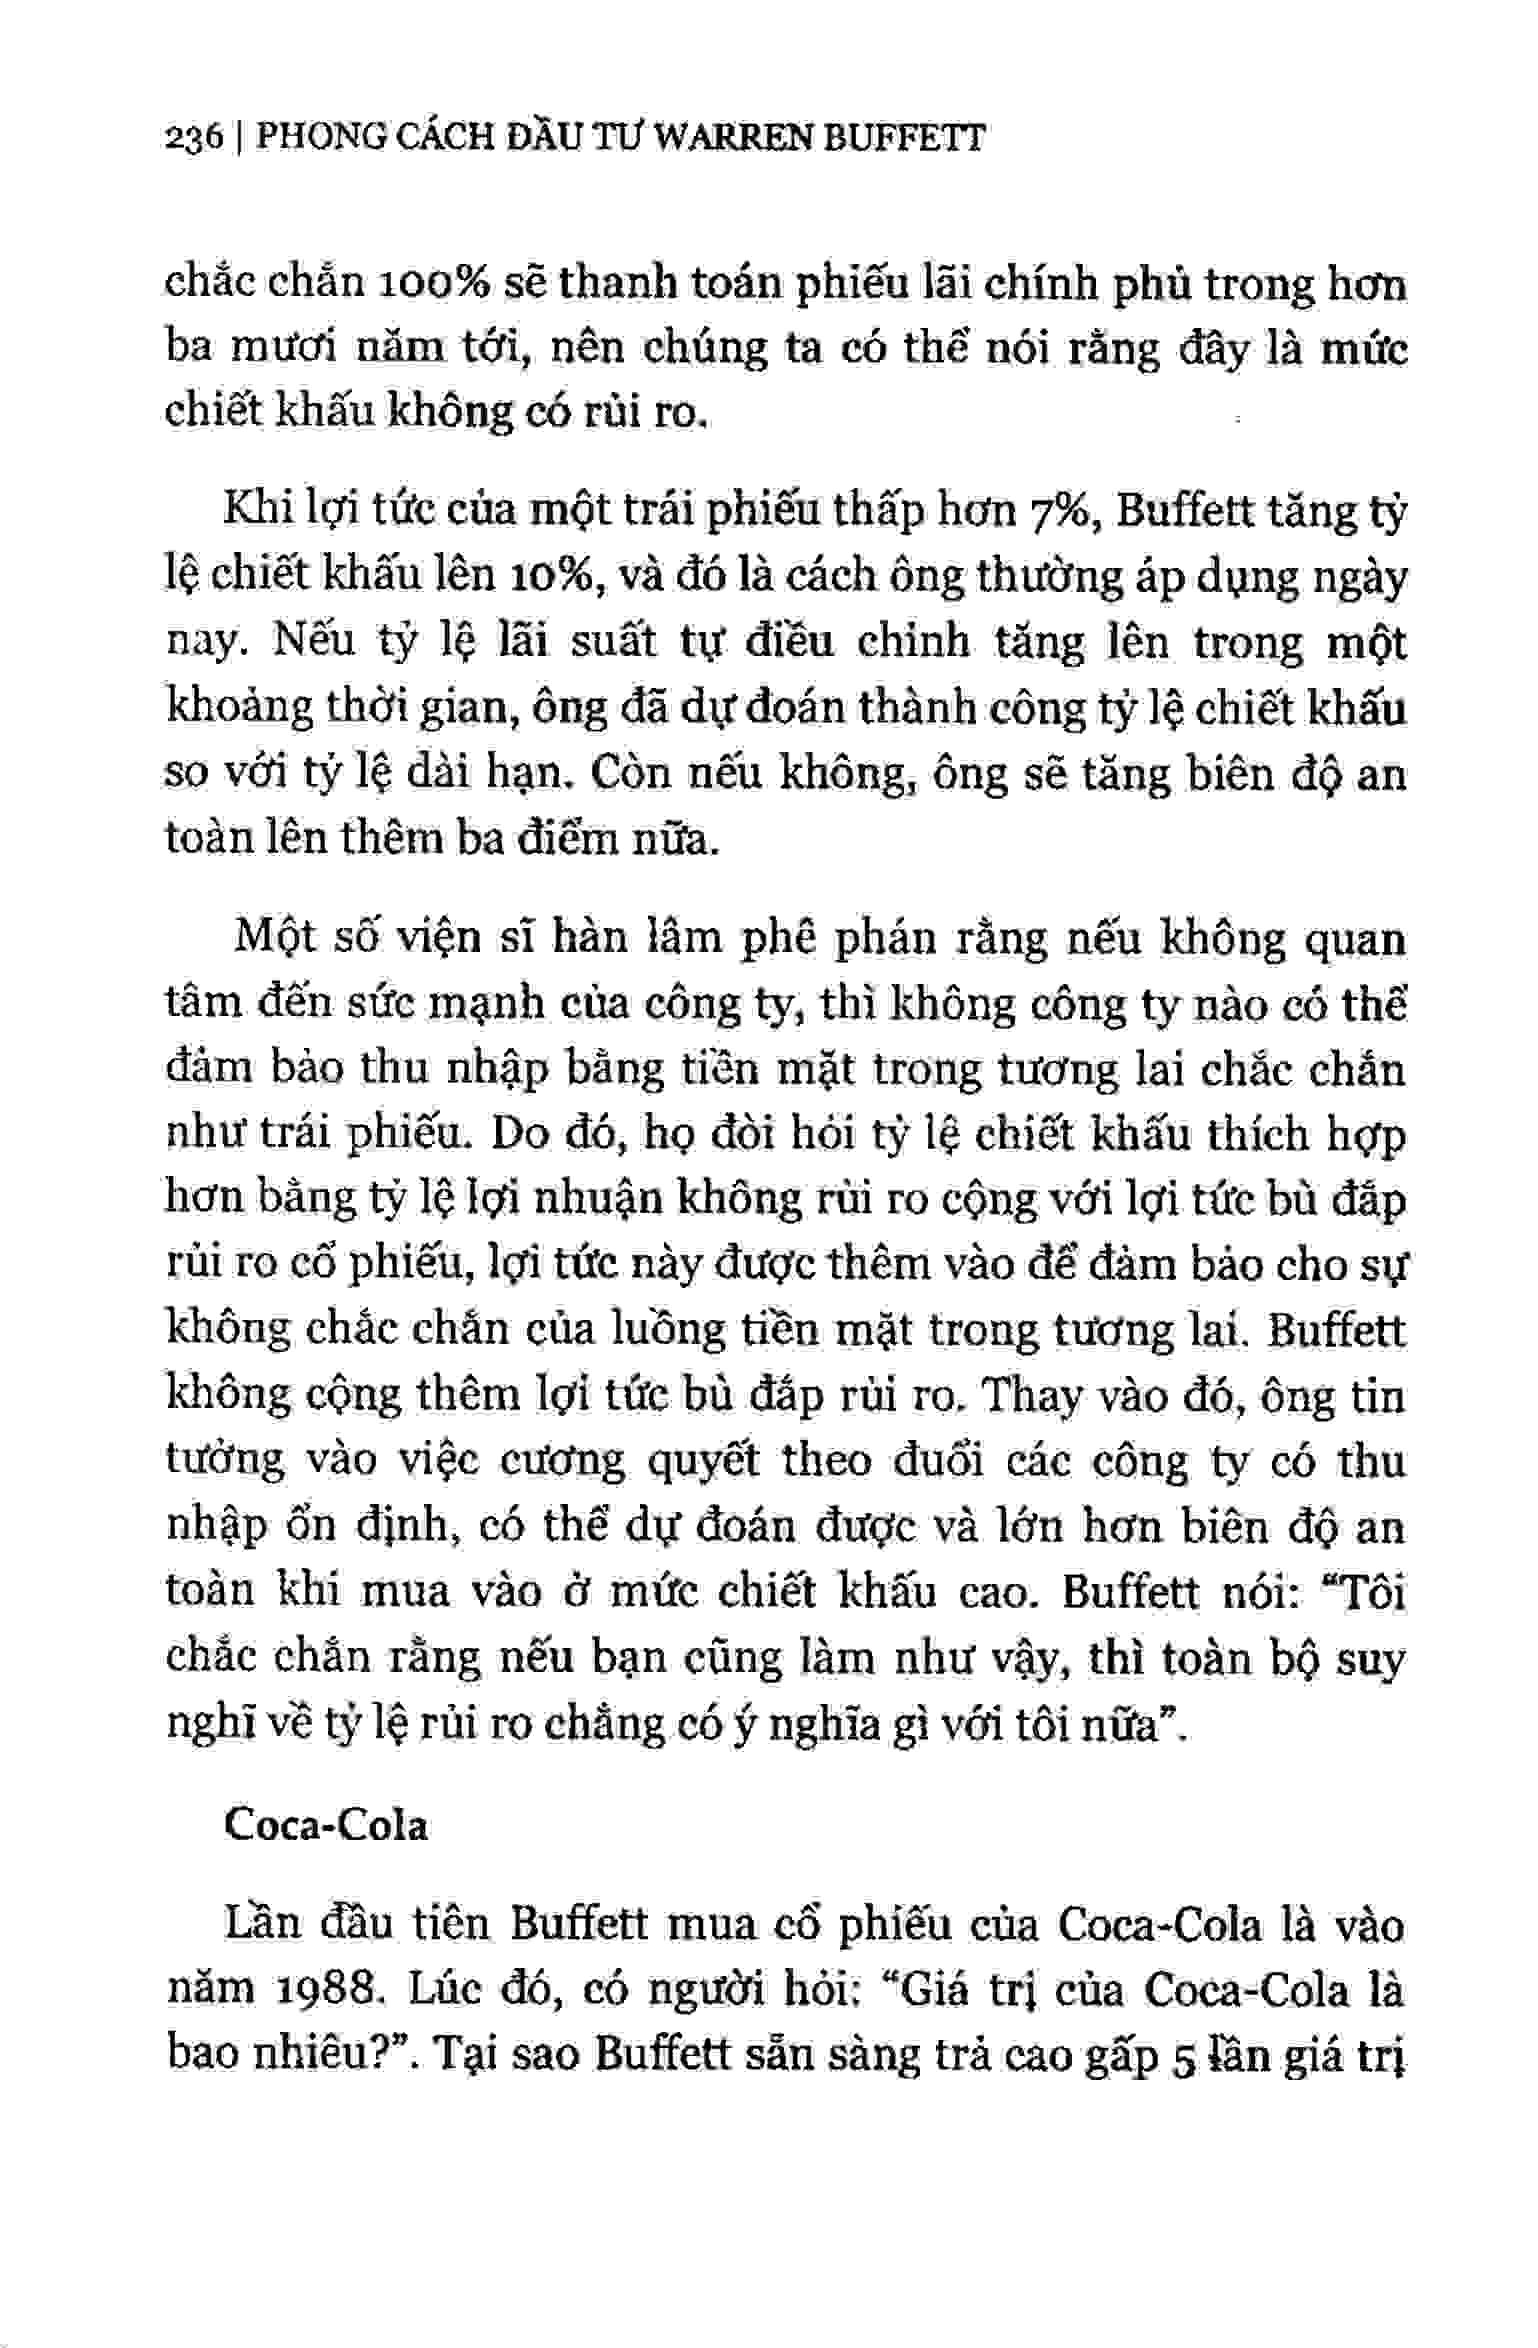 236 | PHONG CÁCH ĐẦU TƯ WARREN BUFFETT
chắc chắn 100% sẽ thanh toán phiếu lãi chính phủ trong hơn
ba mươi năm tới, nên chúng ta có thể nói rằng đây là mức
chiết khấu không có rủi ro.
Khi lợi tức của một trái phiếu thấp hơn 7%, Buffett tăng tỷ
lệ chiết khấu lên 10%, và đó là cách ông thường áp dụng ngày
nay. Nếu tỷ lệ lãi suất tự điều chỉnh tăng lên trong một
khoảng thời gian, ông đã dự đoán thành công tỷ lệ chiết khấu
so với tỷ lệ dài hạn. Còn nếu không, ông sẽ tăng biên độ an
toàn lên thêm ba điểm nữa.
Một số viện sĩ hàn lâm phê phán rằng nếu không quan
tâm đến sức mạnh của công ty, thì không công ty nào có thể
đảm bảo thu nhập bằng tiền mặt trong tương lai chắc chắn
như trái phiếu. Do đó, họ đòi hỏi tỷ lệ chiết khấu thích hợp
hơn bằng tỷ lệ lợi nhuận không rủi ro cộng với lợi tức bù đắp
rủi ro cổ phiếu, lợi tức này được thêm vào để đảm bảo cho sự
không chắc chắn của luồng tiền mặt trong tương lai. Buffett
không cộng thêm lợi tức bù đắp rủi ro. Thay vào đó, ông tin
tưởng vào việc cương quyết theo đuổi các công ty có thu
nhập ổn định, có thể dự đoán được và lớn hơn biên độ an
toàn khi mua vào ở mức chiết khấu cao. Buffett nói: “Tôi
chắc chắn rằng nếu bạn cũng làm như vậy, thì toàn bộ suy
nghĩ về tỷ lệ rủi ro chẳng có ý nghĩa gì với tôi nữa”.
Coca-Cola
Lần đầu tiên Buffett mua cổ phiếu của Coca-Cola là vào
năm 1988. Lúc đó, có người hỏi: “Giá trị của Coca-Cola là
bao nhiêu?”. Tại sao Buffett sẵn sàng trả cao gấp 5 lần giá trị